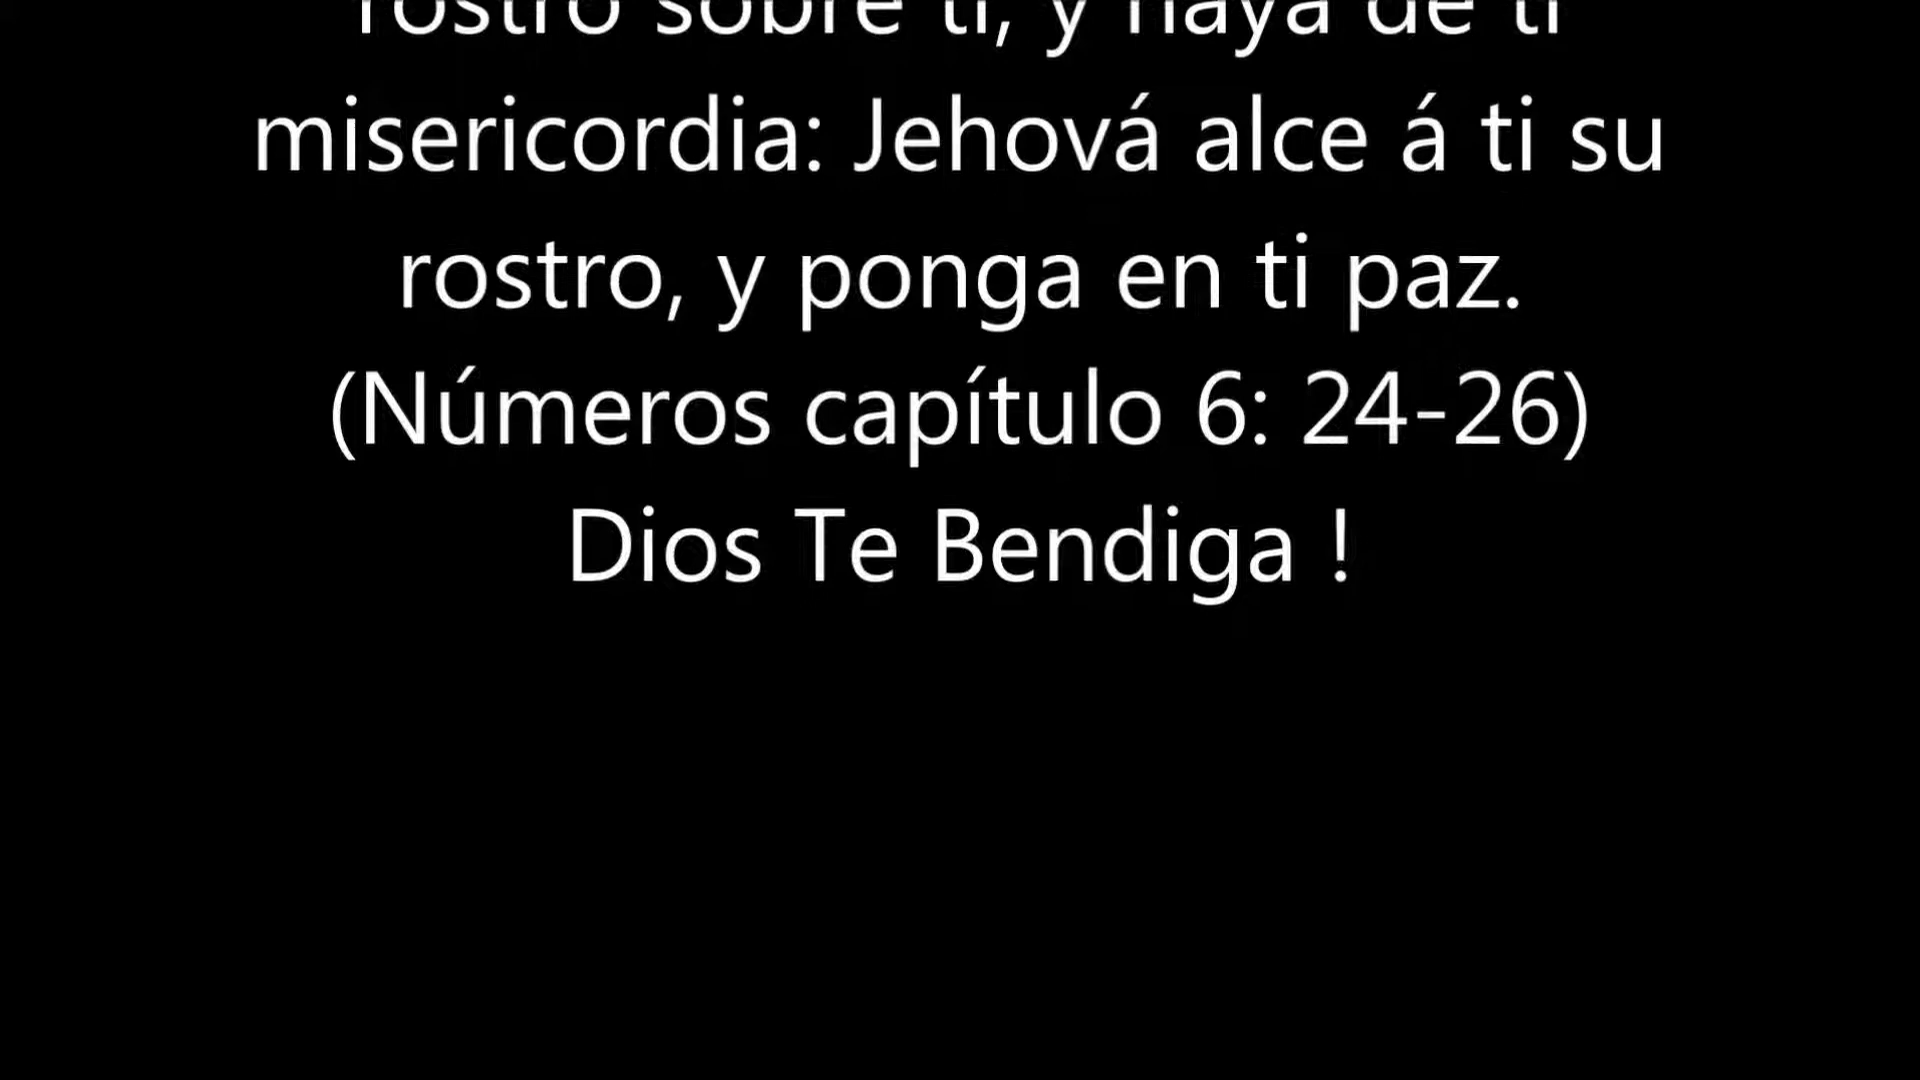 rostro sobre ti, y haya de ti
misericordia: Jehová alce á ti su
rostro, y ponga en ti paz.
(Números capítulo 6: 24-26)
Dios Te Bendiga !